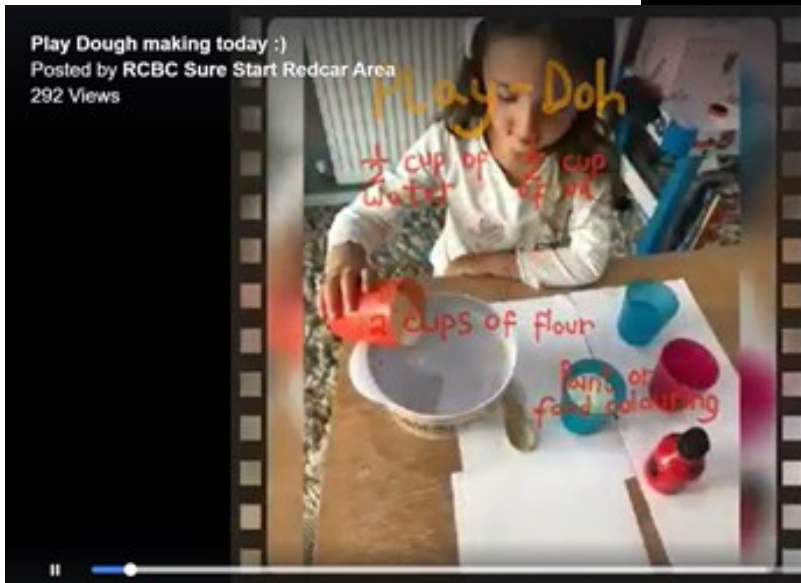 Play Dough making today :)
Posted by RCBC Sure Start Redcar Area
292 Views
Play-Doh
½ cup of ½ cup
water of oil
2 cups of flour
Paint or
food colouring